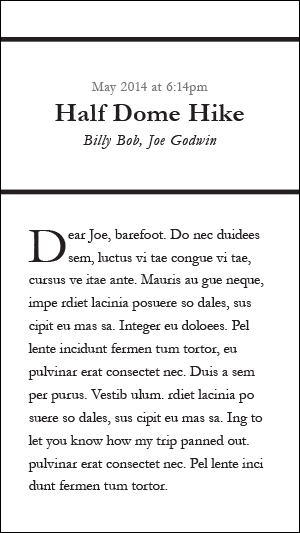 May 2014 at 6:14pm
Half Dome Hike
Billy Bob, Joe Godwin
Dear Joe, barefoot. Do nec duidees
sem, luctus vi tae congue vi tae,
cursus ve itae ante. Mauris au gue neque,
impe rdiet lacinia posuere so dales, sus
cipit eu mas sa. Integer eu doloees. Pel
lente incidunt fermen tum tortor, eu
pulvinar erat consectet nec. Duis a sem
per purus. Vestib ulum. rdiet lacinia po
suere so dales, sus cipit eu mas sa. Ing to
let you know how my trip panned out.
pulvinar erat consectet nec. Pel lente inci
dunt fermen tum tortor.